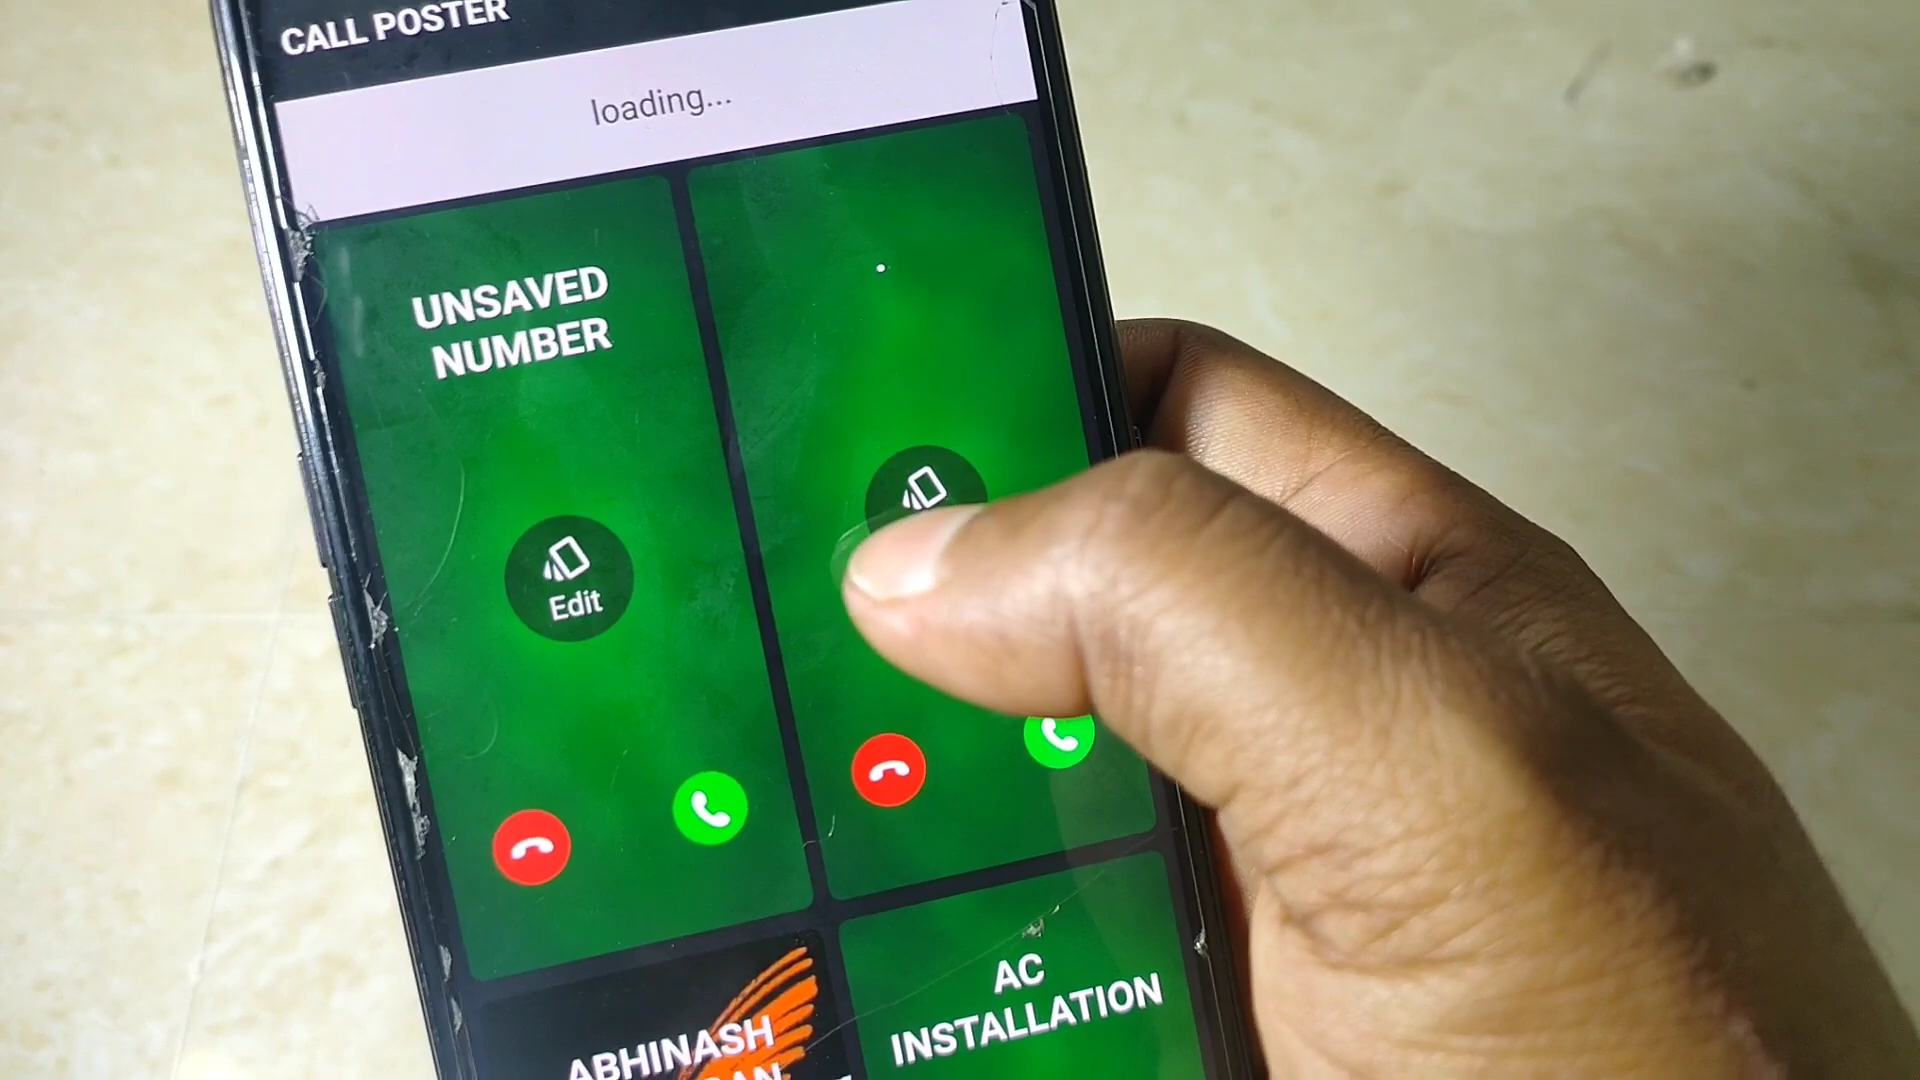 CALL POSTER
loading...
UNSAVED
NUMBER
.
Edit
ABHINASH
AC
INSTALLATION